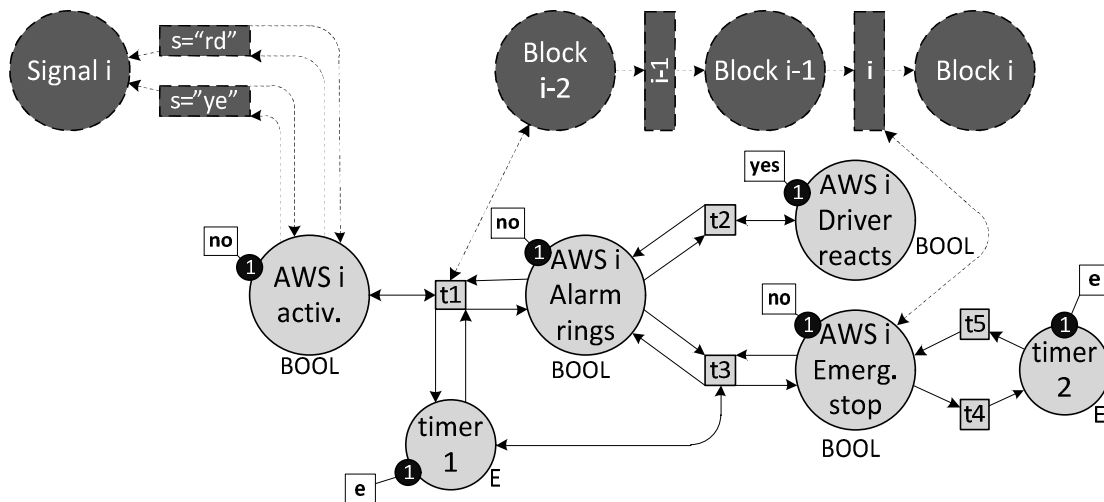 Signal i
s="rd"
s="ye"
Block
i-2
i-1
Block i-1
i
Block i
no
1
AWS i
activ.
BOOL
t1
no
1
AWS i
Alarm
rings
BOOL
t2
yes
1
AWS i
Driver
reacts
BOOL
t3
no
1
AWS i
Emerg.
stop
BOOL
t5
t4
e
1
timer
2
E
timer
1
1
E
e